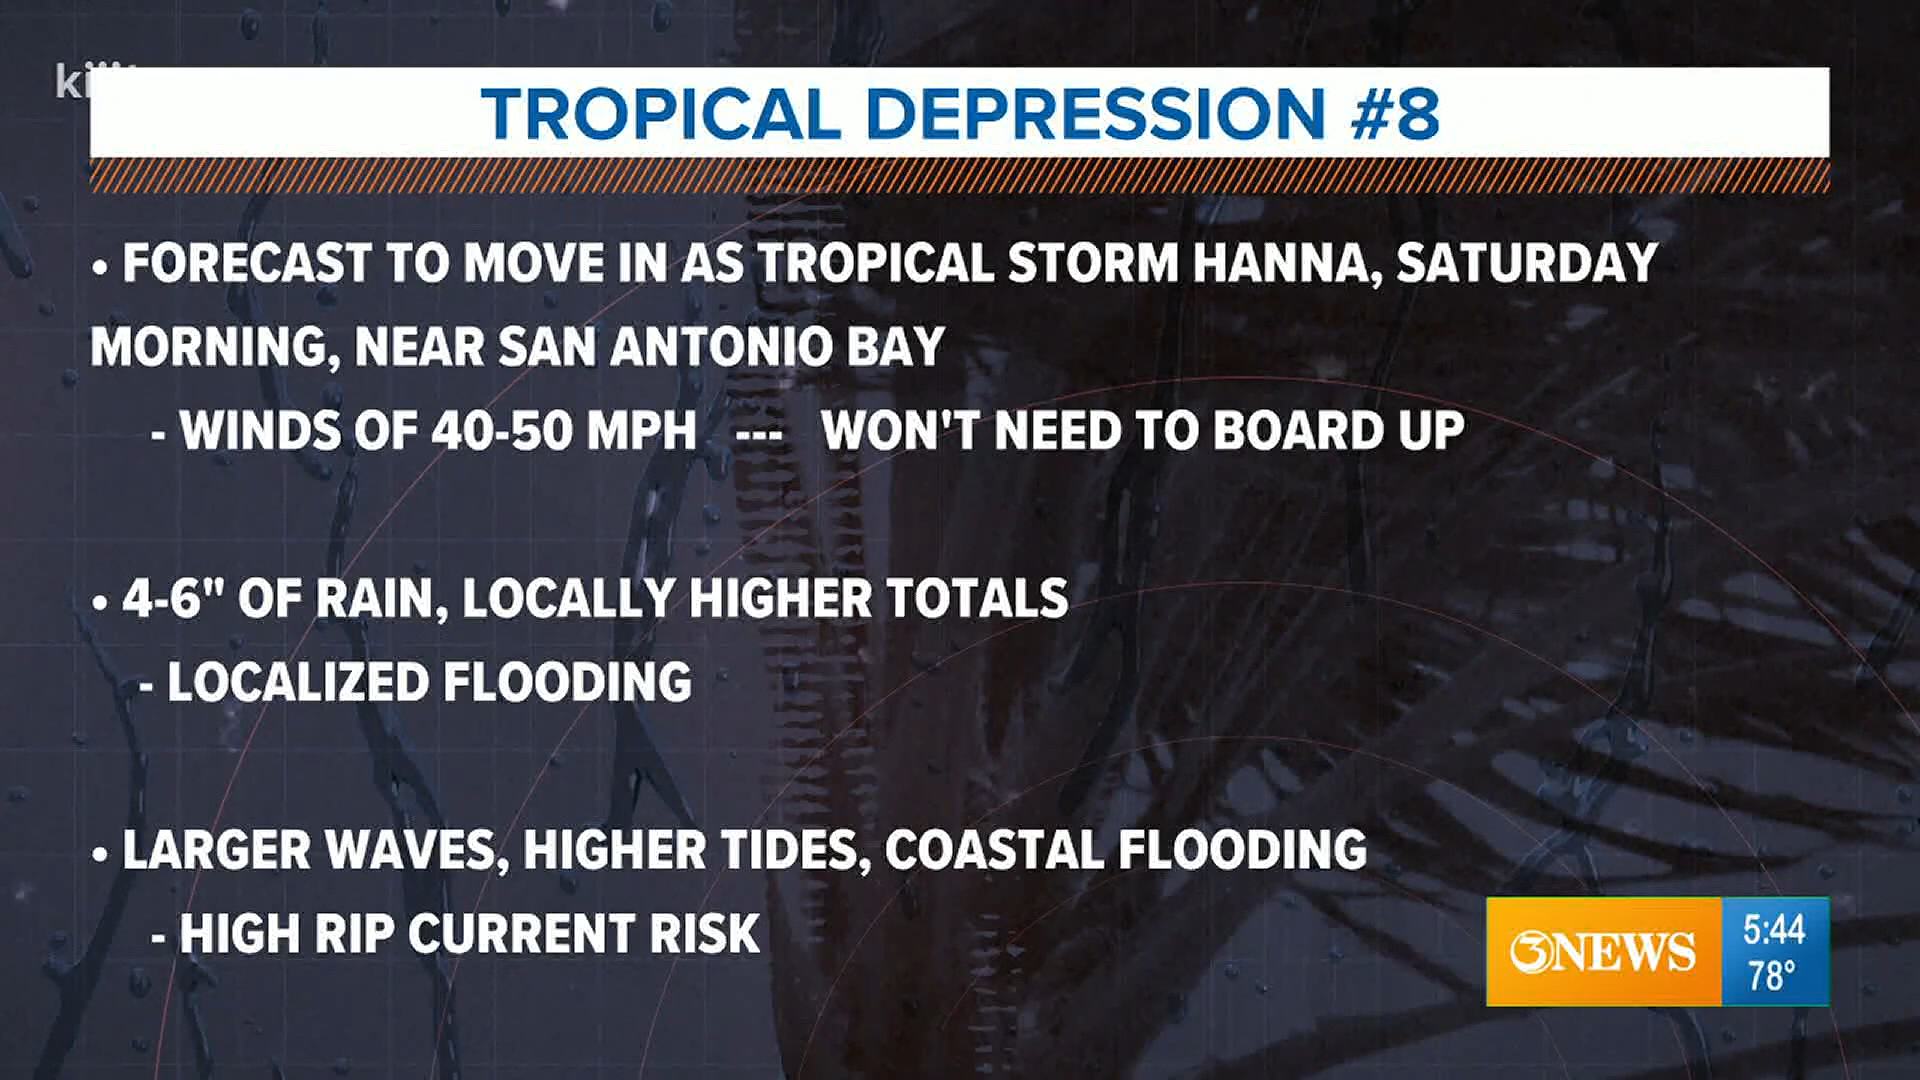 TROPICAL DEPRESSION #8
• FORECAST TO MOVE IN AS TROPICAL STORM HANNA, SATURDAY
MORNING, NEAR SAN ANTONIO BAY
- WINDS OF 40-50 MPH --- WON'T NEED TO BOARD UP
• 4-6" OF RAIN, LOCALLY HIGHER TOTALS
- LOCALIZED FLOODING
• LARGER WAVES, HIGHER TIDES, COASTAL FLOODING
- HIGH RIP CURRENT RISK
3NEWS
5:44
78°